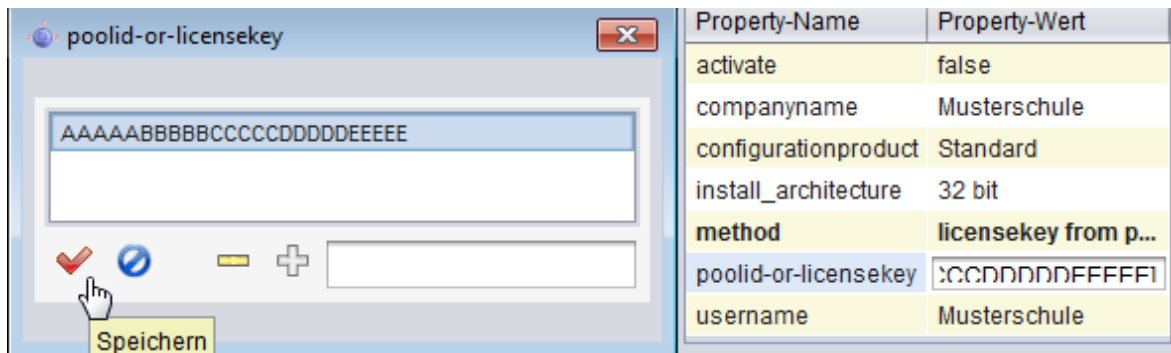 poolid-or-licensekey
AAAAABBBBBCCCCCDDDDDEEEEE
Speichern
Property-Name Property-Wert
activate false
companyname Musterschule
configurationproduct Standard
install_architecture 32 bit
method licensekey from p...
poolid-or-licensekey CCCDDDDDEEEEE]
username Musterschule